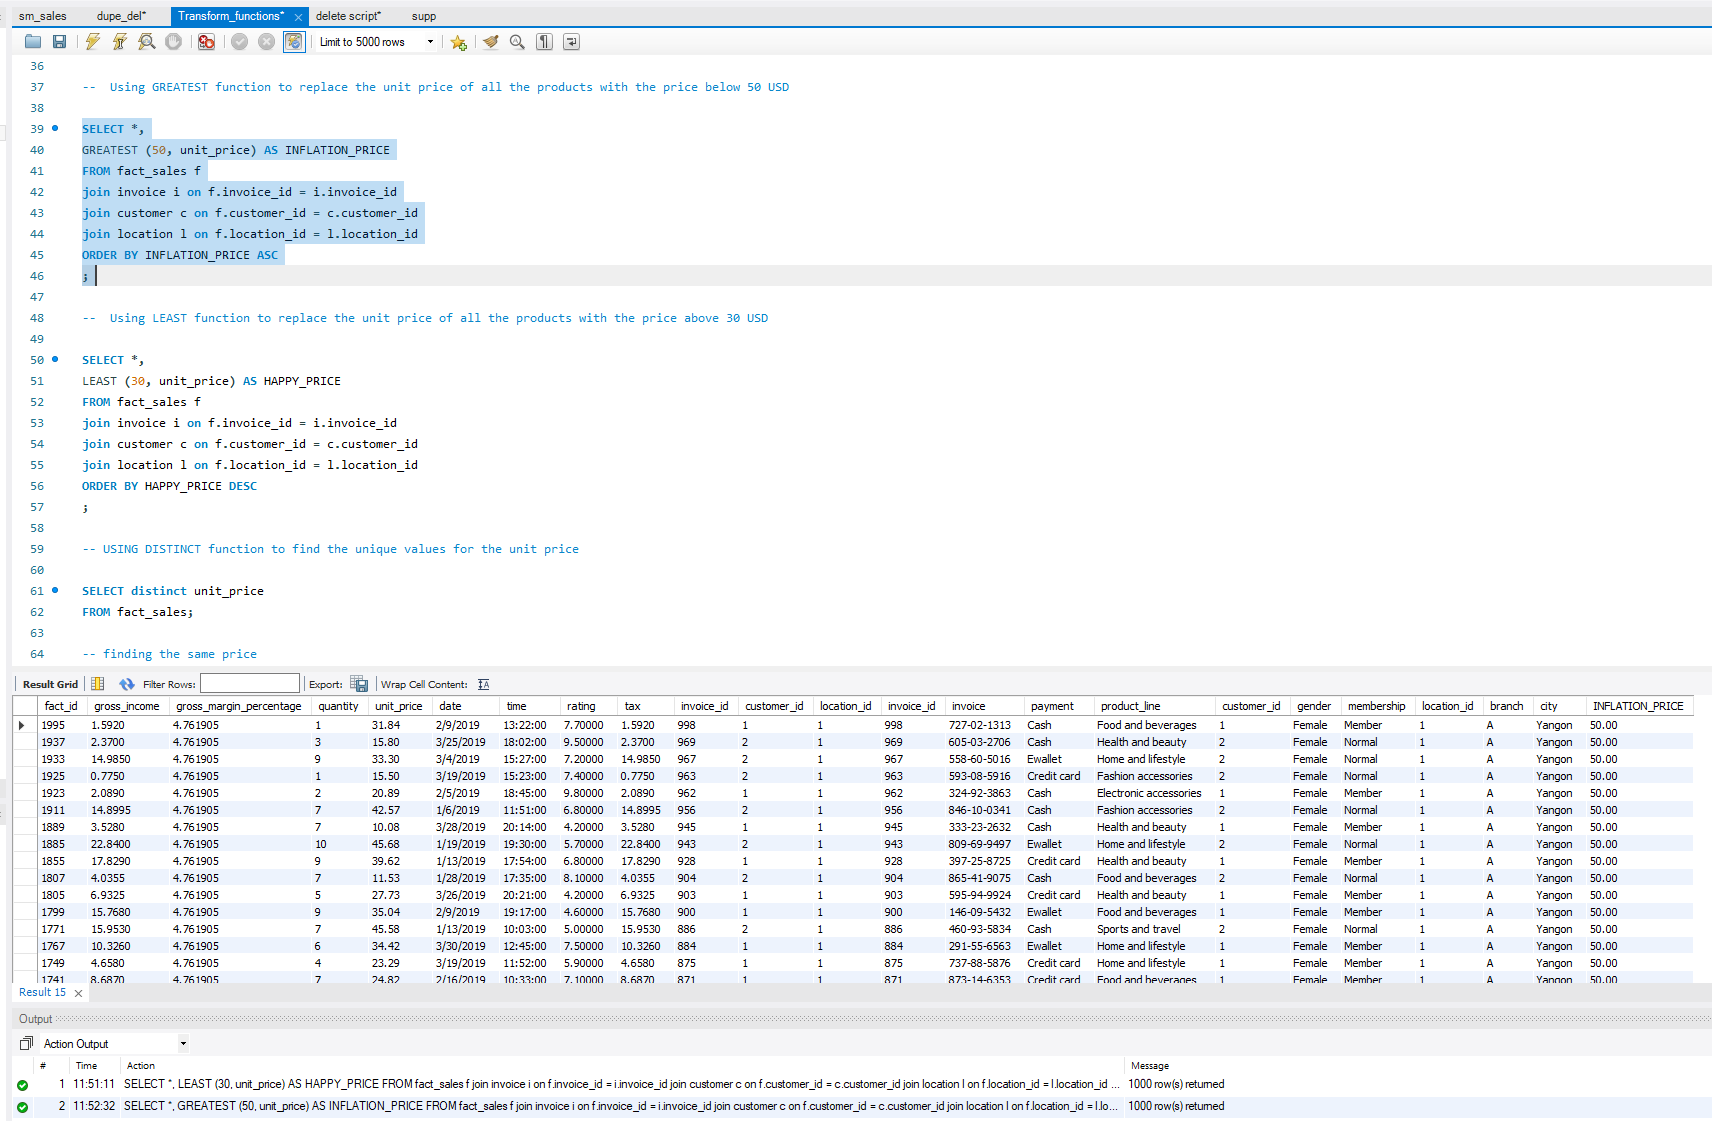 sm_sales dupe_del* Transform_functions* delete script* supp
Limit to 5000 rows
36
37 -- Using GREATEST function to replace the unit price of all the products with the price below 50 USD
38
39 SELECT *,
40 GREATEST (50, unit_price) AS INFLATION_PRICE
41 FROM fact_sales f
42 join invoice i on f.invoice_id = i.invoice_id
43 join customer c on f.customer_id = c.customer_id
44 join location l on f.location_id = l.location_id
45 ORDER BY INFLATION_PRICE ASC
46 ;
47
48 -- Using LEAST function to replace the unit price of all the products with the price above 30 USD
49
50 SELECT *,
51 LEAST (30, unit_price) AS HAPPY_PRICE
52 FROM fact_sales f
53 join invoice i on f.invoice_id = i.invoice_id
54 join customer c on f.customer_id = c.customer_id
55 join location l on f.location_id = l.location_id
56 ORDER BY HAPPY_PRICE DESC
57 ;
58
59 -- USING DISTINCT function to find the unique values for the unit price
60
61 SELECT distinct unit_price
62 FROM fact_sales;
63
64 -- finding the same price
Result Grid Filter Rows: Export: Wrap Cell Content:
fact_id gross_income gross_margin_percentage quantity unit_price date time rating tax invoice_id customer_id location_id invoice_id invoice payment product_line customer_id gender membership location_id branch city INFLATION_PRICE
1995 1.5920 4.761905 1 31.84 2/9/2019 13:22:00 7.70000 1.5920 998 1 1 998 727-02-1313 Cash Food and beverages 1 Female Member 1 A Yangon 50.00
1937 2.3700 4.761905 3 15.80 3/25/2019 18:02:00 9.50000 2.3700 969 2 1 969 605-03-2706 Cash Health and beauty 2 Female Normal 1 A Yangon 50.00
1933 14.9850 4.761905 9 33.30 3/4/2019 15:27:00 7.20000 14.9850 967 2 1 967 558-60-5016 Ewallet Home and lifestyle 2 Female Normal 1 A Yangon 50.00
1925 0.7750 4.761905 1 15.50 3/19/2019 15:23:00 7.40000 0.7750 963 2 1 963 593-08-5916 Credit card Fashion accessories 2 Female Normal 1 A Yangon 50.00
1923 2.0890 4.761905 2 20.89 2/5/2019 18:45:00 9.80000 2.0890 962 1 1 962 324-92-3863 Cash Electronic accessories 1 Female Member 1 A Yangon 50.00
1911 14.8995 4.761905 7 42.57 1/6/2019 11:51:00 6.80000 14.8995 956 2 1 956 846-10-0341 Cash Fashion accessories 2 Female Normal 1 A Yangon 50.00
1889 3.5280 4.761905 7 10.08 3/28/2019 20:14:00 4.20000 3.5280 945 1 1 945 333-23-2632 Cash Health and beauty 1 Female Member 1 A Yangon 50.00
1885 22.8400 4.761905 10 45.68 1/19/2019 19:30:00 5.70000 22.8400 943 2 1 943 809-69-9497 Ewallet Home and lifestyle 2 Female Normal 1 A Yangon 50.00
1855 17.8290 4.761905 9 39.62 1/13/2019 17:54:00 6.80000 17.8290 928 1 1 928 397-25-8725 Credit card Health and beauty 1 Female Member 1 A Yangon 50.00
1807 4.0355 4.761905 7 11.53 1/28/2019 17:35:00 8.10000 4.0355 904 2 1 904 865-41-9075 Cash Food and beverages 2 Female Normal 1 A Yangon 50.00
1805 6.9325 4.761905 5 27.73 3/26/2019 20:21:00 4.20000 6.9325 903 1 1 903 595-94-9924 Credit card Health and beauty 1 Female Member 1 A Yangon 50.00
1799 15.7680 4.761905 9 35.04 2/9/2019 19:17:00 4.60000 15.7680 900 1 1 900 146-09-5432 Ewallet Food and beverages 1 Female Member 1 A Yangon 50.00
1771 15.9530 4.761905 7 45.58 1/13/2019 10:03:00 5.00000 15.9530 886 2 1 886 460-93-5834 Cash Sports and travel 2 Female Normal 1 A Yangon 50.00
1767 10.3260 4.761905 6 34.42 3/30/2019 12:45:00 7.50000 10.3260 884 1 1 884 291-55-6563 Ewallet Home and lifestyle 1 Female Member 1 A Yangon 50.00
1749 4.6580 4.761905 4 23.29 3/19/2019 11:52:00 5.90000 4.6580 875 1 1 875 737-88-5876 Credit card Home and lifestyle 1 Female Member 1 A Yangon 50.00
1741 8.6870 4.761905 7 24.82 2/16/2019 10:33:00 7.10000 8.6870 871 1 1 871 873-14-6353 Credit card Food and beverages 1 Female Member 1 A Yangon 50.00
Result 15
Output
Action Output
# Time Action Message
1 11:51:11 SELECT *, LEAST (30, unit_price) AS HAPPY_PRICE FROM fact_sales f join invoice i on f.invoice_id = i.invoice_id join customer c on f.customer_id = c.customer_id join location l on f.location_id = l.location_id ... 1000 row(s) returned
2 11:52:32 SELECT *, GREATEST (50, unit_price) AS INFLATION_PRICE FROM fact_sales f join invoice i on f.invoice_id = i.invoice_id join customer c on f.customer_id = c.customer_id join location l on f.location_id = l.lo... 1000 row(s) returned